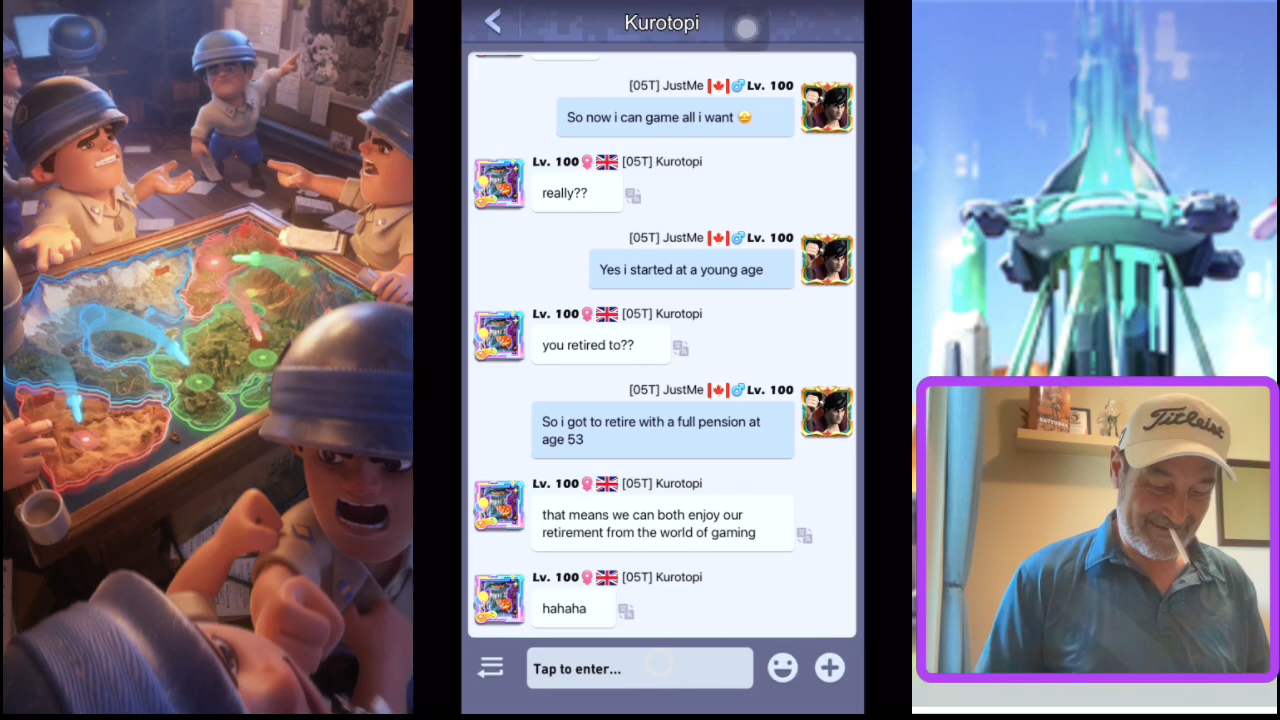 Kurotopi
[05T] JustMe Lv. 100
So now i can game all i want
Lv. 100 [05T] Kurotopi
really??
[05T] JustMe Lv. 100
Yes i started at a young age
Lv. 100 [05T] Kurotopi
you retired to??
[05T] JustMe Lv. 100
So i got to retire with a full pension at
age 53
Lv. 100 [05T] Kurotopi
that means we can both enjoy our
retirement from the world of gaming
Lv. 100 [05T] Kurotopi
hahaha
Tap to enter...
Titleist